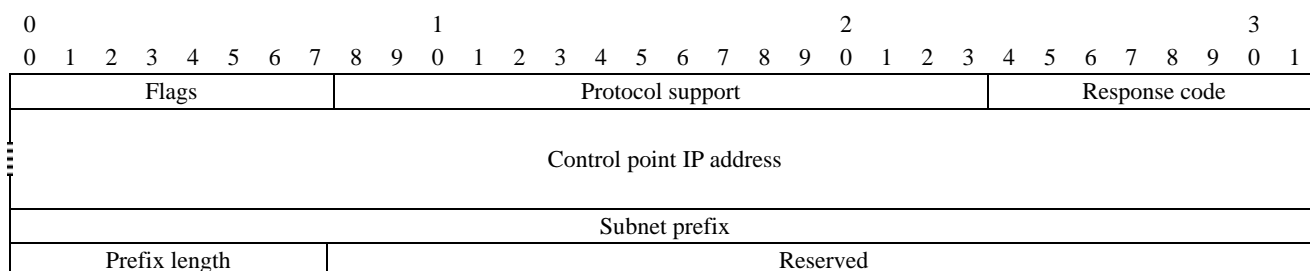 0 1 2 3
0 1 2 3 4 5 6 7 8 9 0 1 2 3 4 5 6 7 8 9 0 1 2 3 4 5 6 7 8 9 0 1
Flags Protocol support Response code
Control point IP address
Subnet prefix
Prefix length Reserved